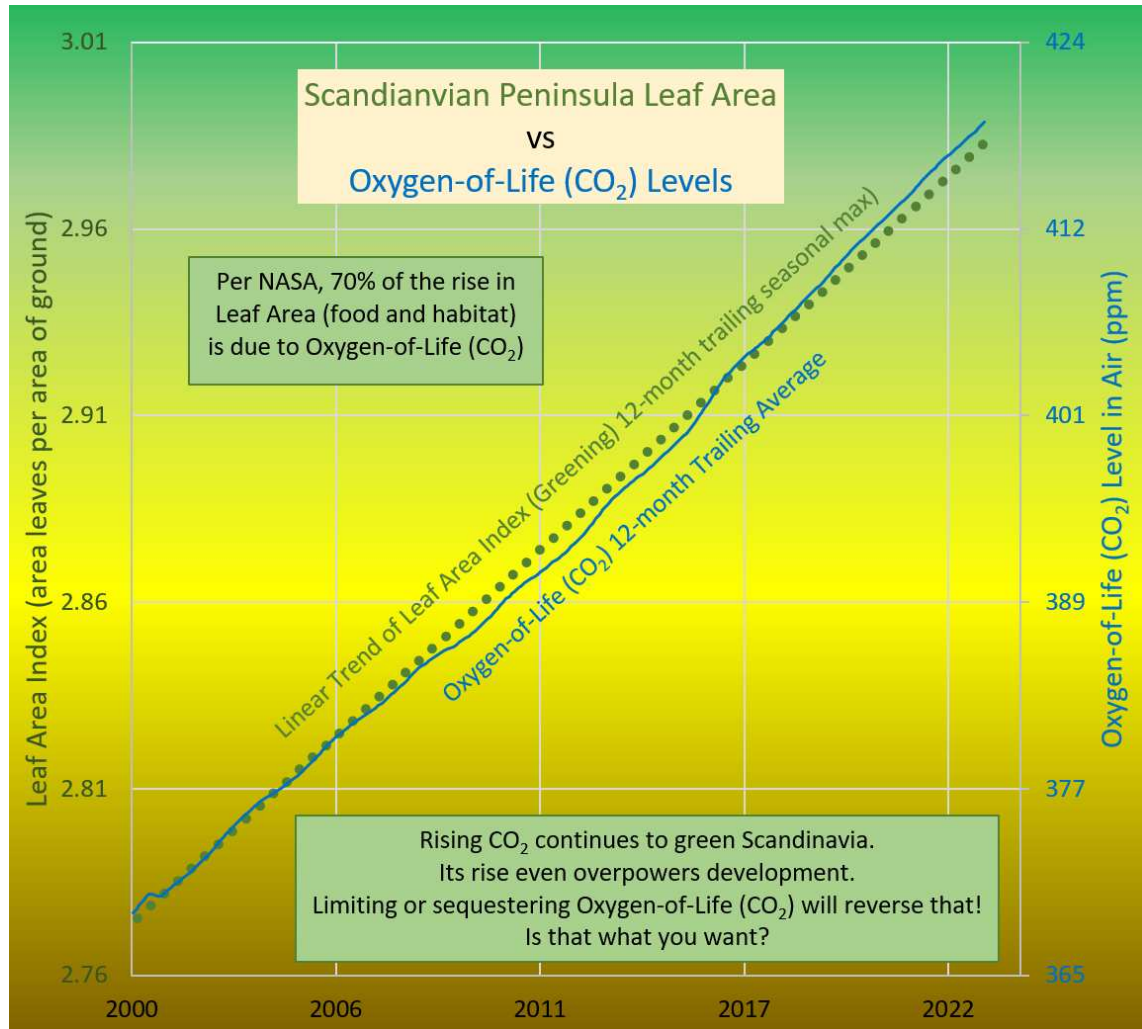 3.01
424
Scandianvian Peninsula Leaf Area
vs
Oxygen-of-Life (CO₂) Levels
2.96
412
Per NASA, 70% of the rise in
Leaf Area (food and habitat)
is due to Oxygen-of-Life (CO₂)
Leaf Area Index (area leaves per area of ground)
Linear Trend of Leaf Area Index (Greening) 12-month trailing seasonal max)
Oxygen-of-Life (CO₂) 12-month Trailing Average
Oxygen-of-Life (CO₂) Level in Air (ppm)
2.91
401
2.86
389
2.81
377
Rising CO₂ continues to green Scandinavia.
Its rise even overpowers development.
Limiting or sequestering Oxygen-of-Life (CO₂) will reverse that!
Is that what you want?
2.76
365
2000
2006
2011
2017
2022